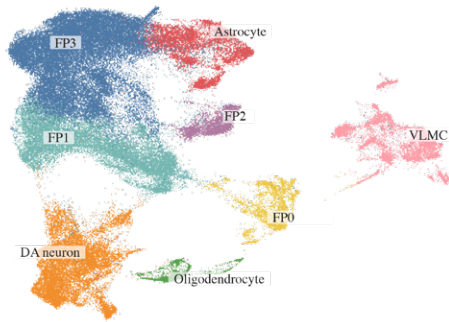 Astrocyte
FP3
FP2
FP1
VLMC
FP0
DA neuron
Oligodendrocyte